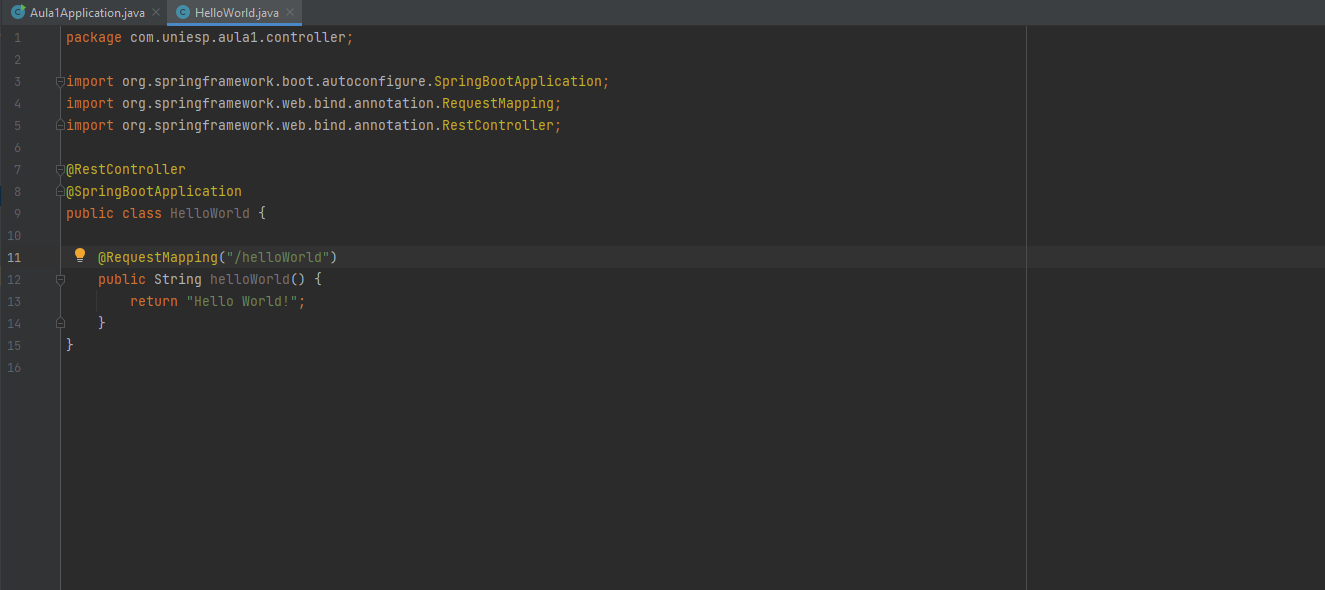 Aula1Application.java HelloWorld.java
1 package com.uniesp.aula1.controller;
2
3 import org.springframework.boot.autoconfigure.SpringBootApplication;
4 import org.springframework.web.bind.annotation.RequestMapping;
5 import org.springframework.web.bind.annotation.RestController;
6
7 @RestController
8 @SpringBootApplication
9 public class HelloWorld {
10
11 @RequestMapping("/helloWorld")
12 public String helloWorld() {
13 return "Hello World!";
14 }
15 }
16